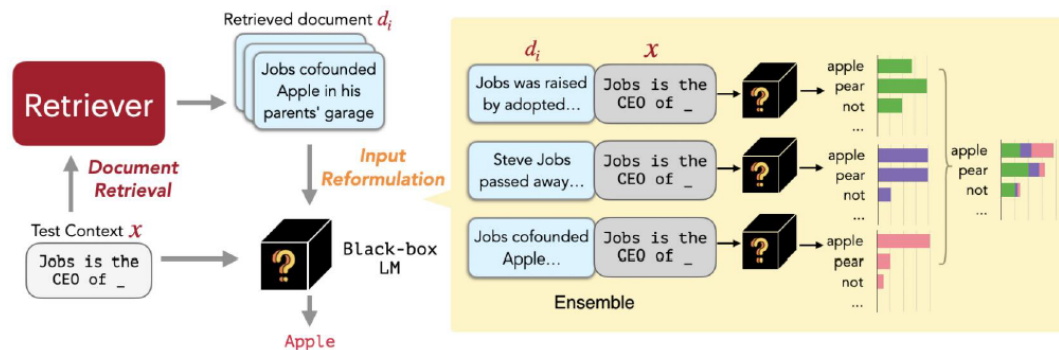 Retrieved document d_i
Jobs cofounded
Apple in his
parents' garage
Retriever
Document
Retrieval
Input
Reformulation
Test Context x
Jobs is the
CEO of _
?
Black-box
LM
Apple
d_i
x
Jobs was raised
by adopted...
Jobs is the
CEO of _
?
apple
pear
not
...
Steve Jobs
passed away...
Jobs is the
CEO of _
?
apple
pear
not
...
Jobs cofounded
Apple...
Jobs is the
CEO of _
?
apple
pear
not
...
apple
pear
not
...
Ensemble